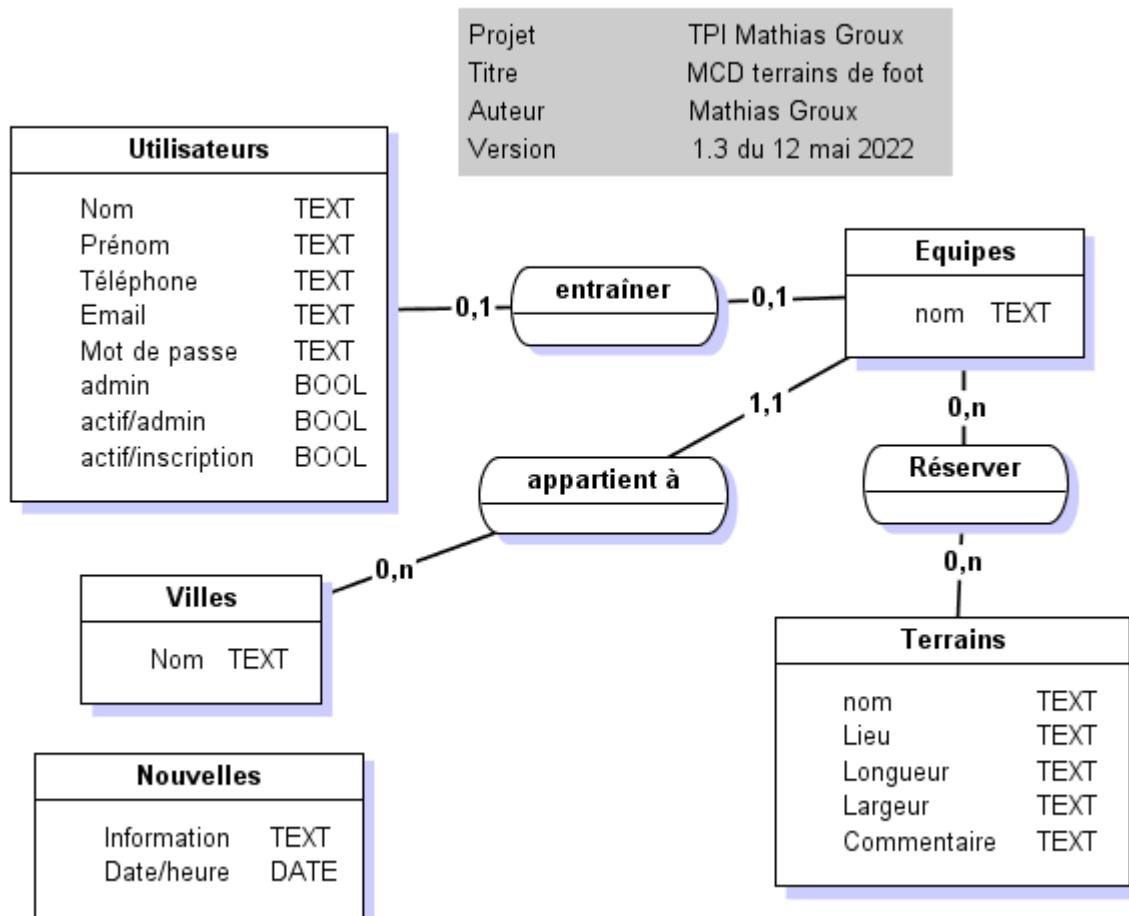 Projet TPI Mathias Groux
Titre MCD terrains de foot
Auteur Mathias Groux
Version 1.3 du 12 mai 2022
Utilisateurs
Nom TEXT
Prénom TEXT
Téléphone TEXT
Email TEXT
Mot de passe TEXT
admin BOOL
actif/admin BOOL
actif/inscription BOOL
0,1
entraîner
0,1
Equipes
nom TEXT
1,1
appartient à
0,n
0,n
Réserver
0,n
Villes
Nom TEXT
Terrains
nom TEXT
Lieu TEXT
Longueur TEXT
Largeur TEXT
Commentaire TEXT
Nouvelles
Information TEXT
Date/heure DATE